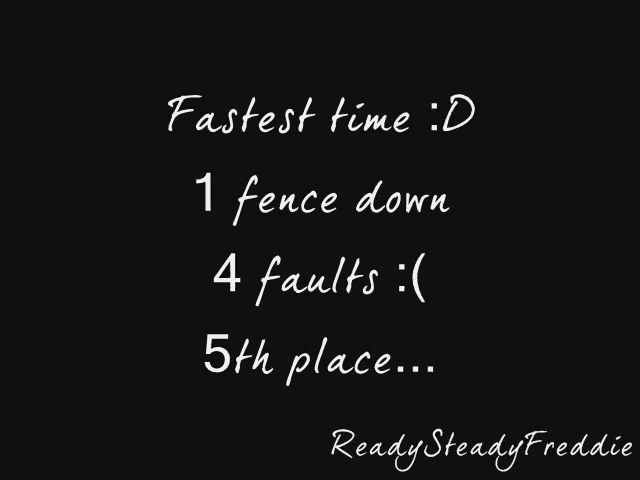 Fastest time :D
1 fence down
4 faults :(
5th place...
ReadySteadyFreddie